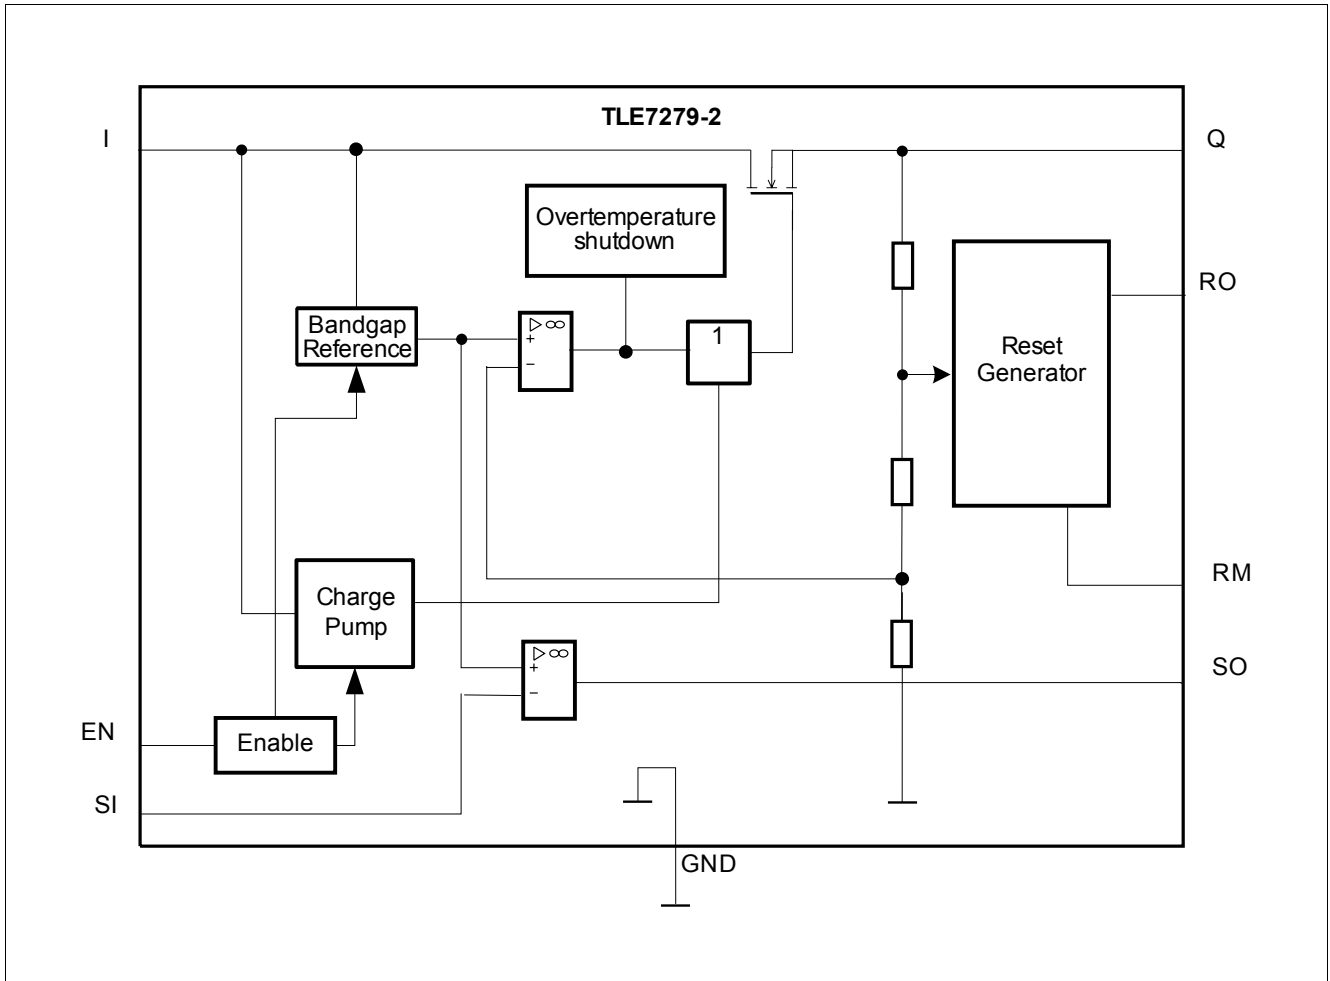 TLE7279-2
I
Q
Overtemperature
shutdown
RO
Bandgap
Reference
▷∞
+
−
1
Reset
Generator
Charge
Pump
RM
▷∞
+
−
SO
EN
Enable
SI
GND